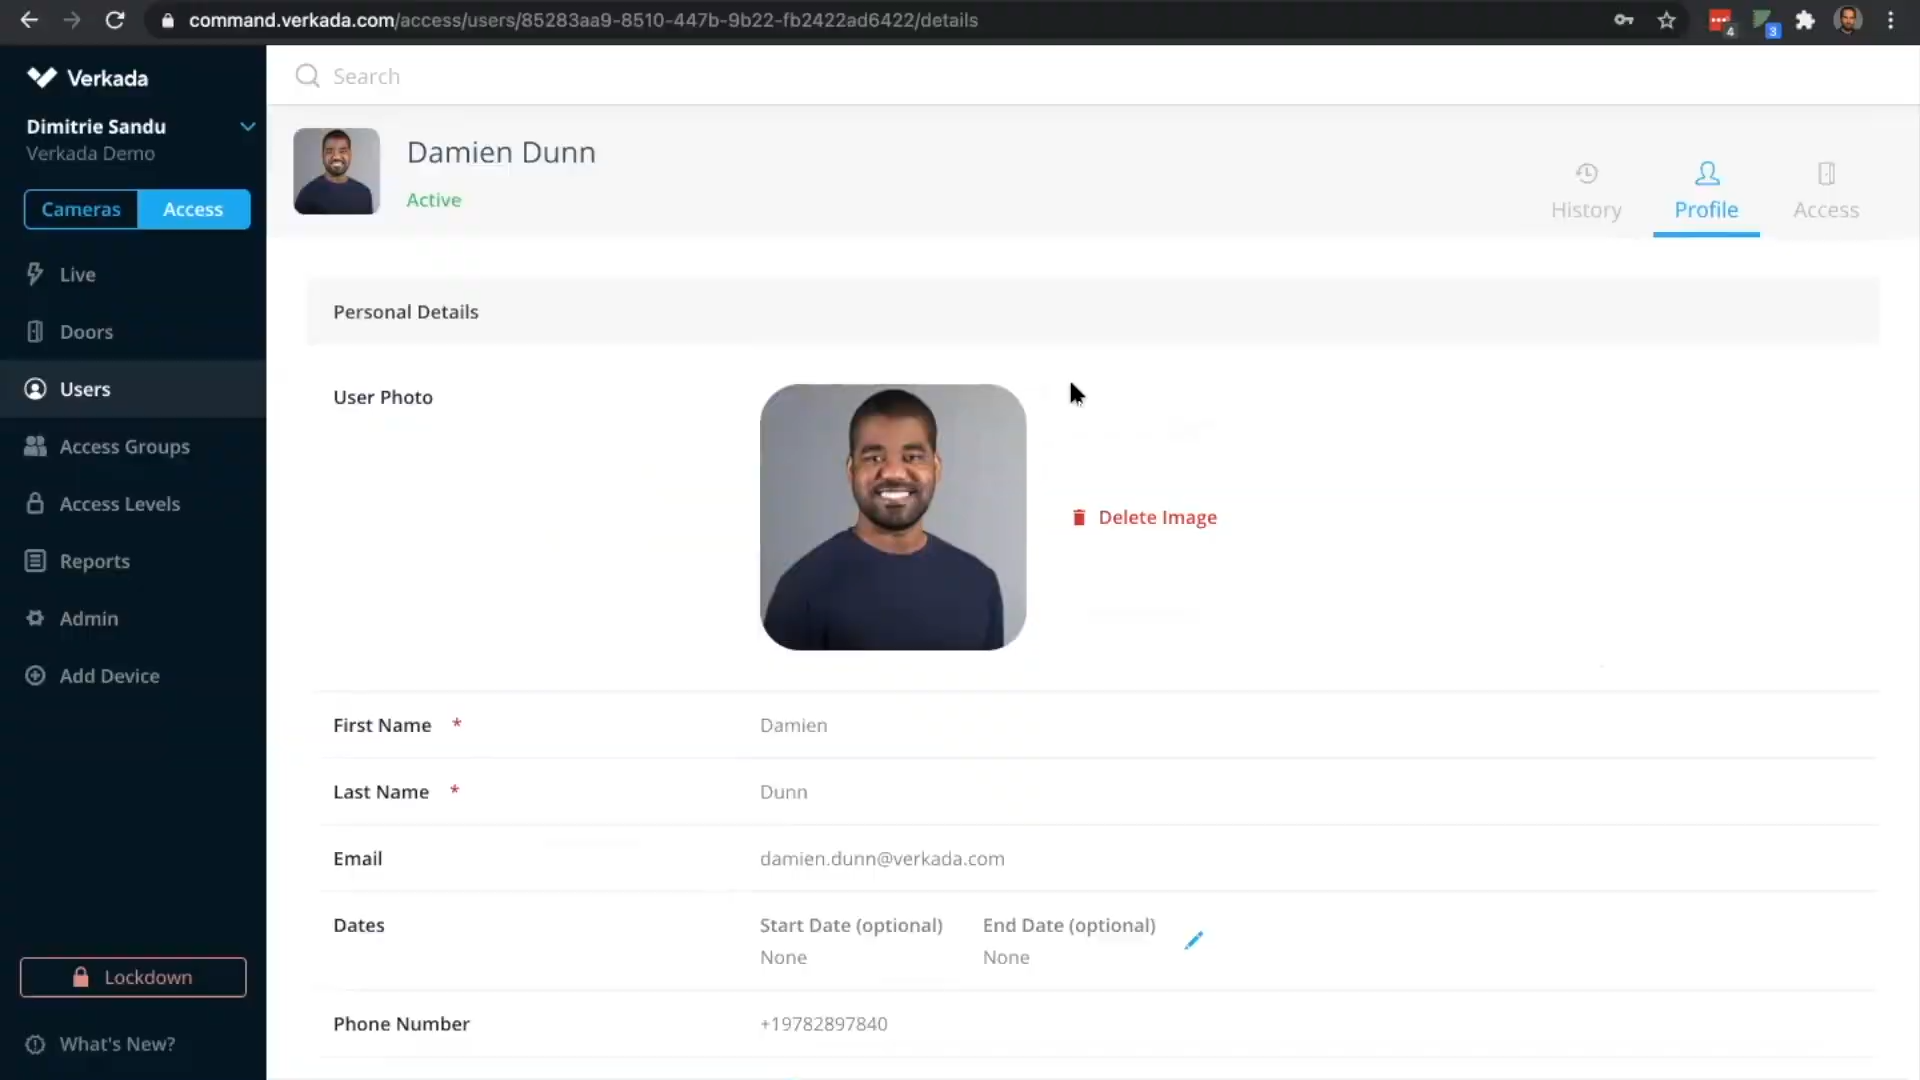 command.verkada.com/access/users/85283aa9-8510-447b-9b22-fb2422ad6422/details
4
3
Verkada
Search
Dimitrie Sandu
Verkada Demo
Damien Dunn
Active
History
Profile
Access
Cameras
Access
Live
Doors
Users
Access Groups
Access Levels
Reports
Admin
Add Device
Lockdown
What's New?
Personal Details
User Photo
Delete Image
First Name *
Damien
Last Name *
Dunn
Email
damien.dunn@verkada.com
Dates
Start Date (optional)
End Date (optional)
None
None
Phone Number
+19782897840